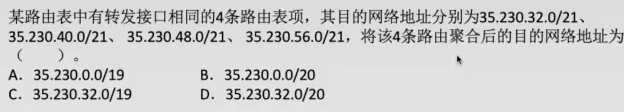 某路由表中有转发接口相同的4条路由表项，其目的网络地址分别为35.230.32.0/21、
35.230.40.0/21、 35.230.48.0/21、 35.230.56.0/21，将该4条路由聚合后的目的网络地址为
（　　）。
A．35.230.0.0/19　　B．35.230.0.0/20
C．35.230.32.0/19　　D．35.230.32.0/20